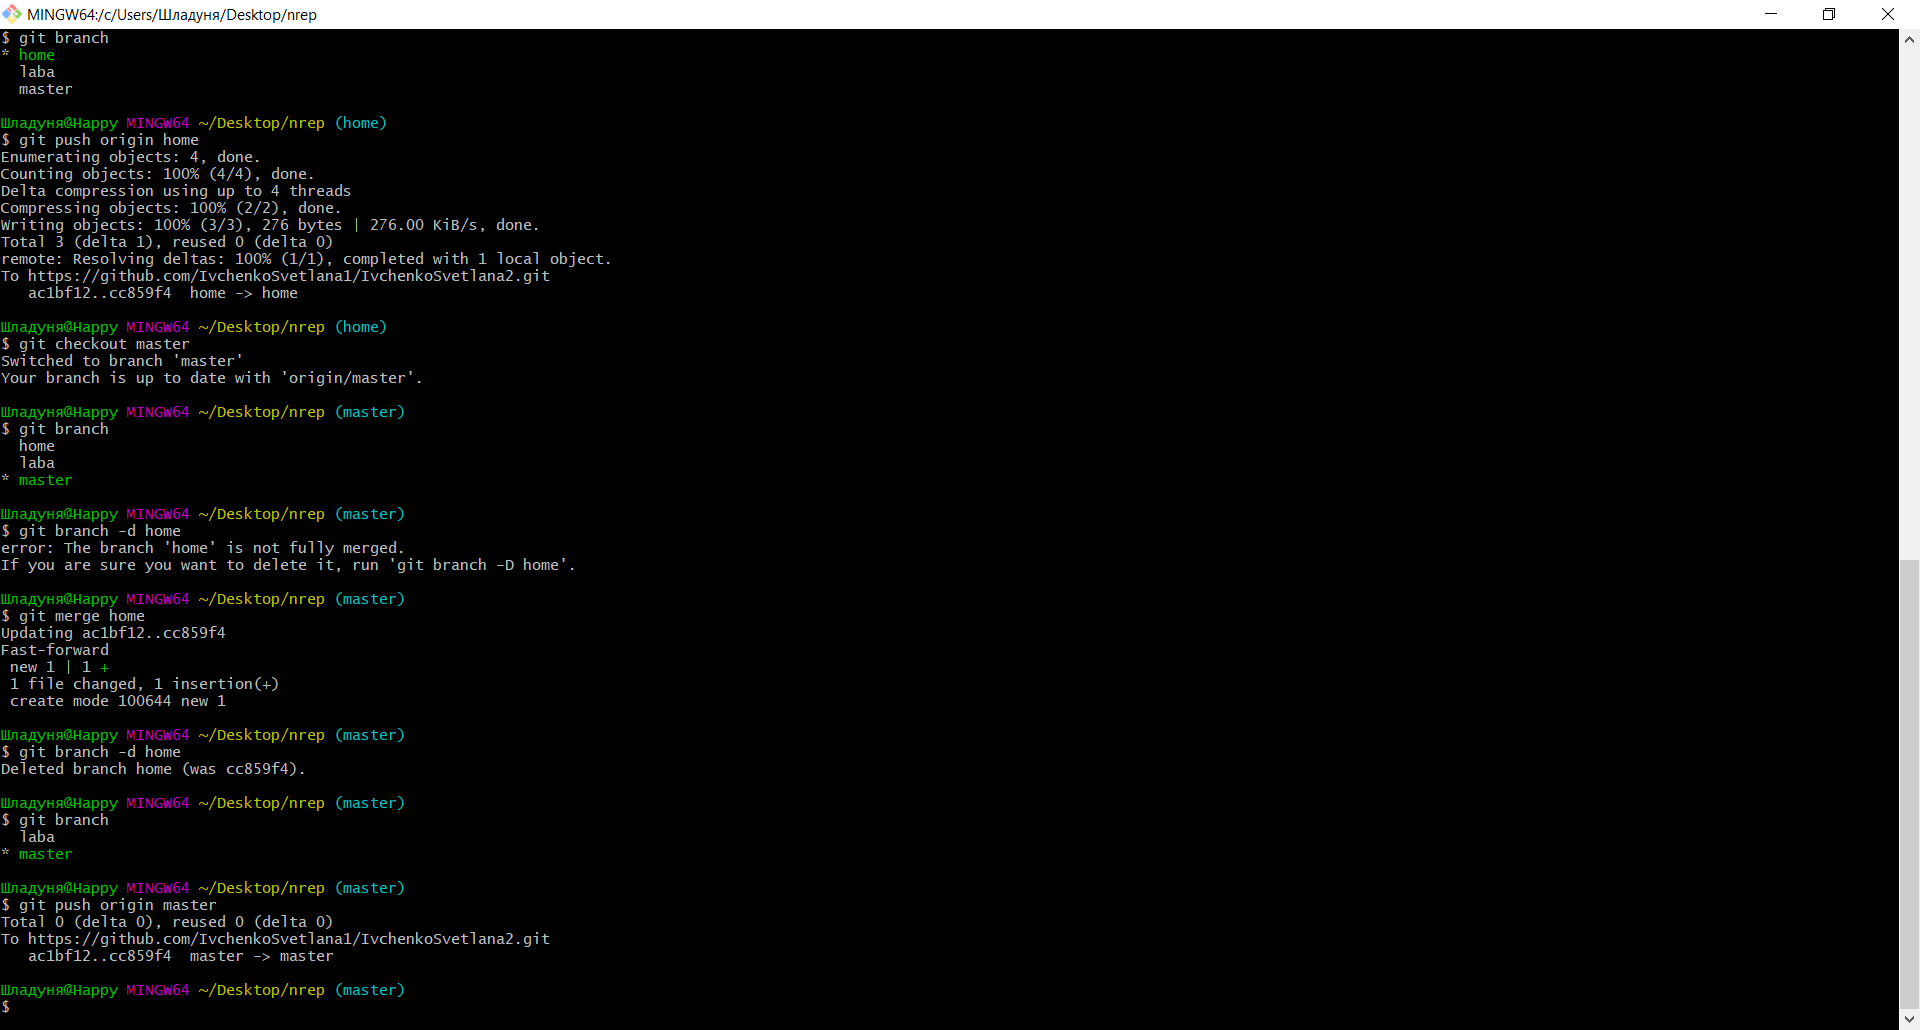 MINGW64:/c/Users/Шладуня/Desktop/nrep
$ git branch
* home
  laba
  master
Шладуня@Happy MINGW64 ~/Desktop/nrep (home)
$ git push origin home
Enumerating objects: 4, done.
Counting objects: 100% (4/4), done.
Delta compression using up to 4 threads
Compressing objects: 100% (2/2), done.
Writing objects: 100% (3/3), 276 bytes | 276.00 KiB/s, done.
Total 3 (delta 1), reused 0 (delta 0)
remote: Resolving deltas: 100% (1/1), completed with 1 local object.
To https://github.com/IvchenkoSvetlana1/IvchenkoSvetlana2.git
   ac1bf12..cc859f4  home -> home
Шладуня@Happy MINGW64 ~/Desktop/nrep (home)
$ git checkout master
Switched to branch 'master'
Your branch is up to date with 'origin/master'.
Шладуня@Happy MINGW64 ~/Desktop/nrep (master)
$ git branch
  home
  laba
* master
Шладуня@Happy MINGW64 ~/Desktop/nrep (master)
$ git branch -d home
error: The branch 'home' is not fully merged.
If you are sure you want to delete it, run 'git branch -D home'.
Шладуня@Happy MINGW64 ~/Desktop/nrep (master)
$ git merge home
Updating ac1bf12..cc859f4
Fast-forward
 new 1 | 1 +
 1 file changed, 1 insertion(+)
 create mode 100644 new 1
Шладуня@Happy MINGW64 ~/Desktop/nrep (master)
$ git branch -d home
Deleted branch home (was cc859f4).
Шладуня@Happy MINGW64 ~/Desktop/nrep (master)
$ git branch
  laba
* master
Шладуня@Happy MINGW64 ~/Desktop/nrep (master)
$ git push origin master
Total 0 (delta 0), reused 0 (delta 0)
To https://github.com/IvchenkoSvetlana1/IvchenkoSvetlana2.git
   ac1bf12..cc859f4  master -> master
Шладуня@Happy MINGW64 ~/Desktop/nrep (master)
$